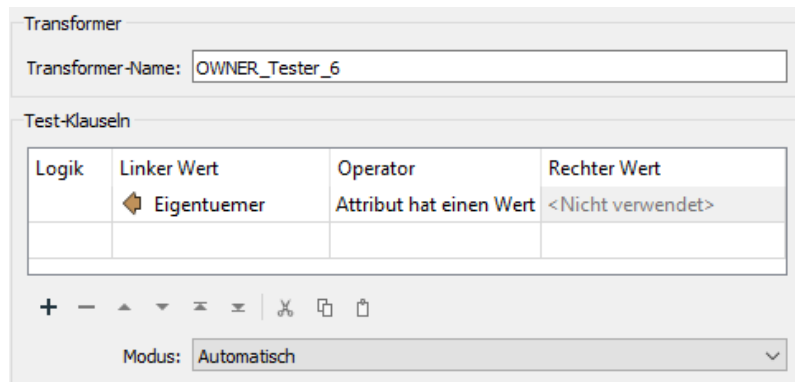 Transformer
Transformer-Name: OWNER_Tester_6
Test-Klauseln
Logik Linker Wert Operator Rechter Wert
Eigentuemer Attribut hat einen Wert <Nicht verwendet>
Modus: Automatisch